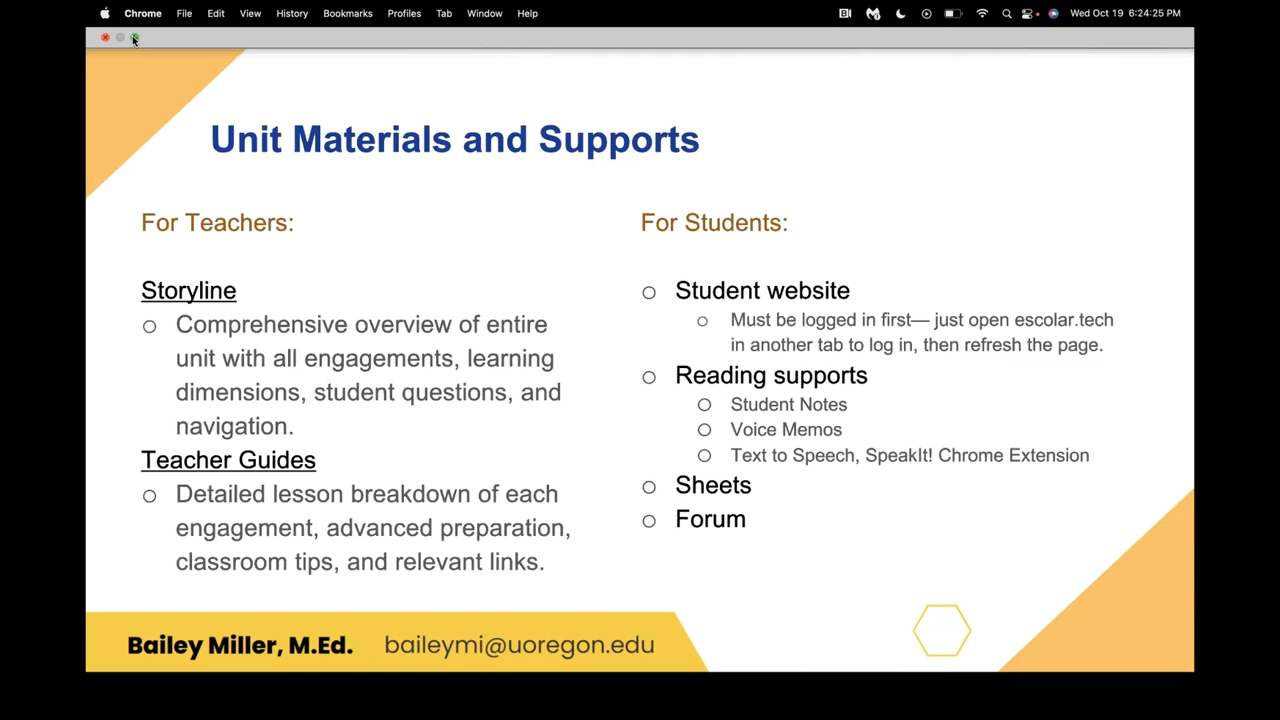 Chrome File Edit View History Bookmarks Profiles Tab Window Help Wed Oct 19 6:24:25 PM
Unit Materials and Supports
For Teachers:
Storyline
Comprehensive overview of entire
unit with all engagements, learning
dimensions, student questions, and
navigation.
Teacher Guides
Detailed lesson breakdown of each
engagement, advanced preparation,
classroom tips, and relevant links.
For Students:
Student website
Must be logged in first— just open escolar.tech
in another tab to log in, then refresh the page.
Reading supports
Student Notes
Voice Memos
Text to Speech, SpeakIt! Chrome Extension
Sheets
Forum
Bailey Miller, M.Ed. baileymi@uoregon.edu